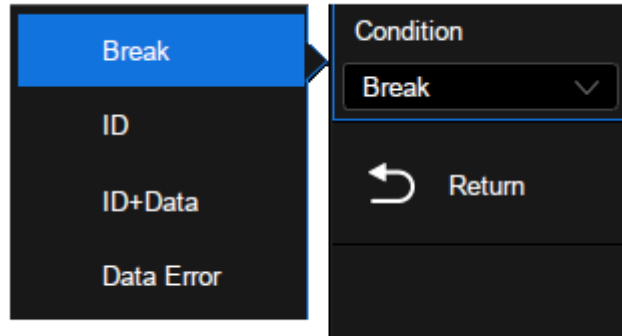 Break
ID
ID+Data
Data Error
Condition
Break
Return